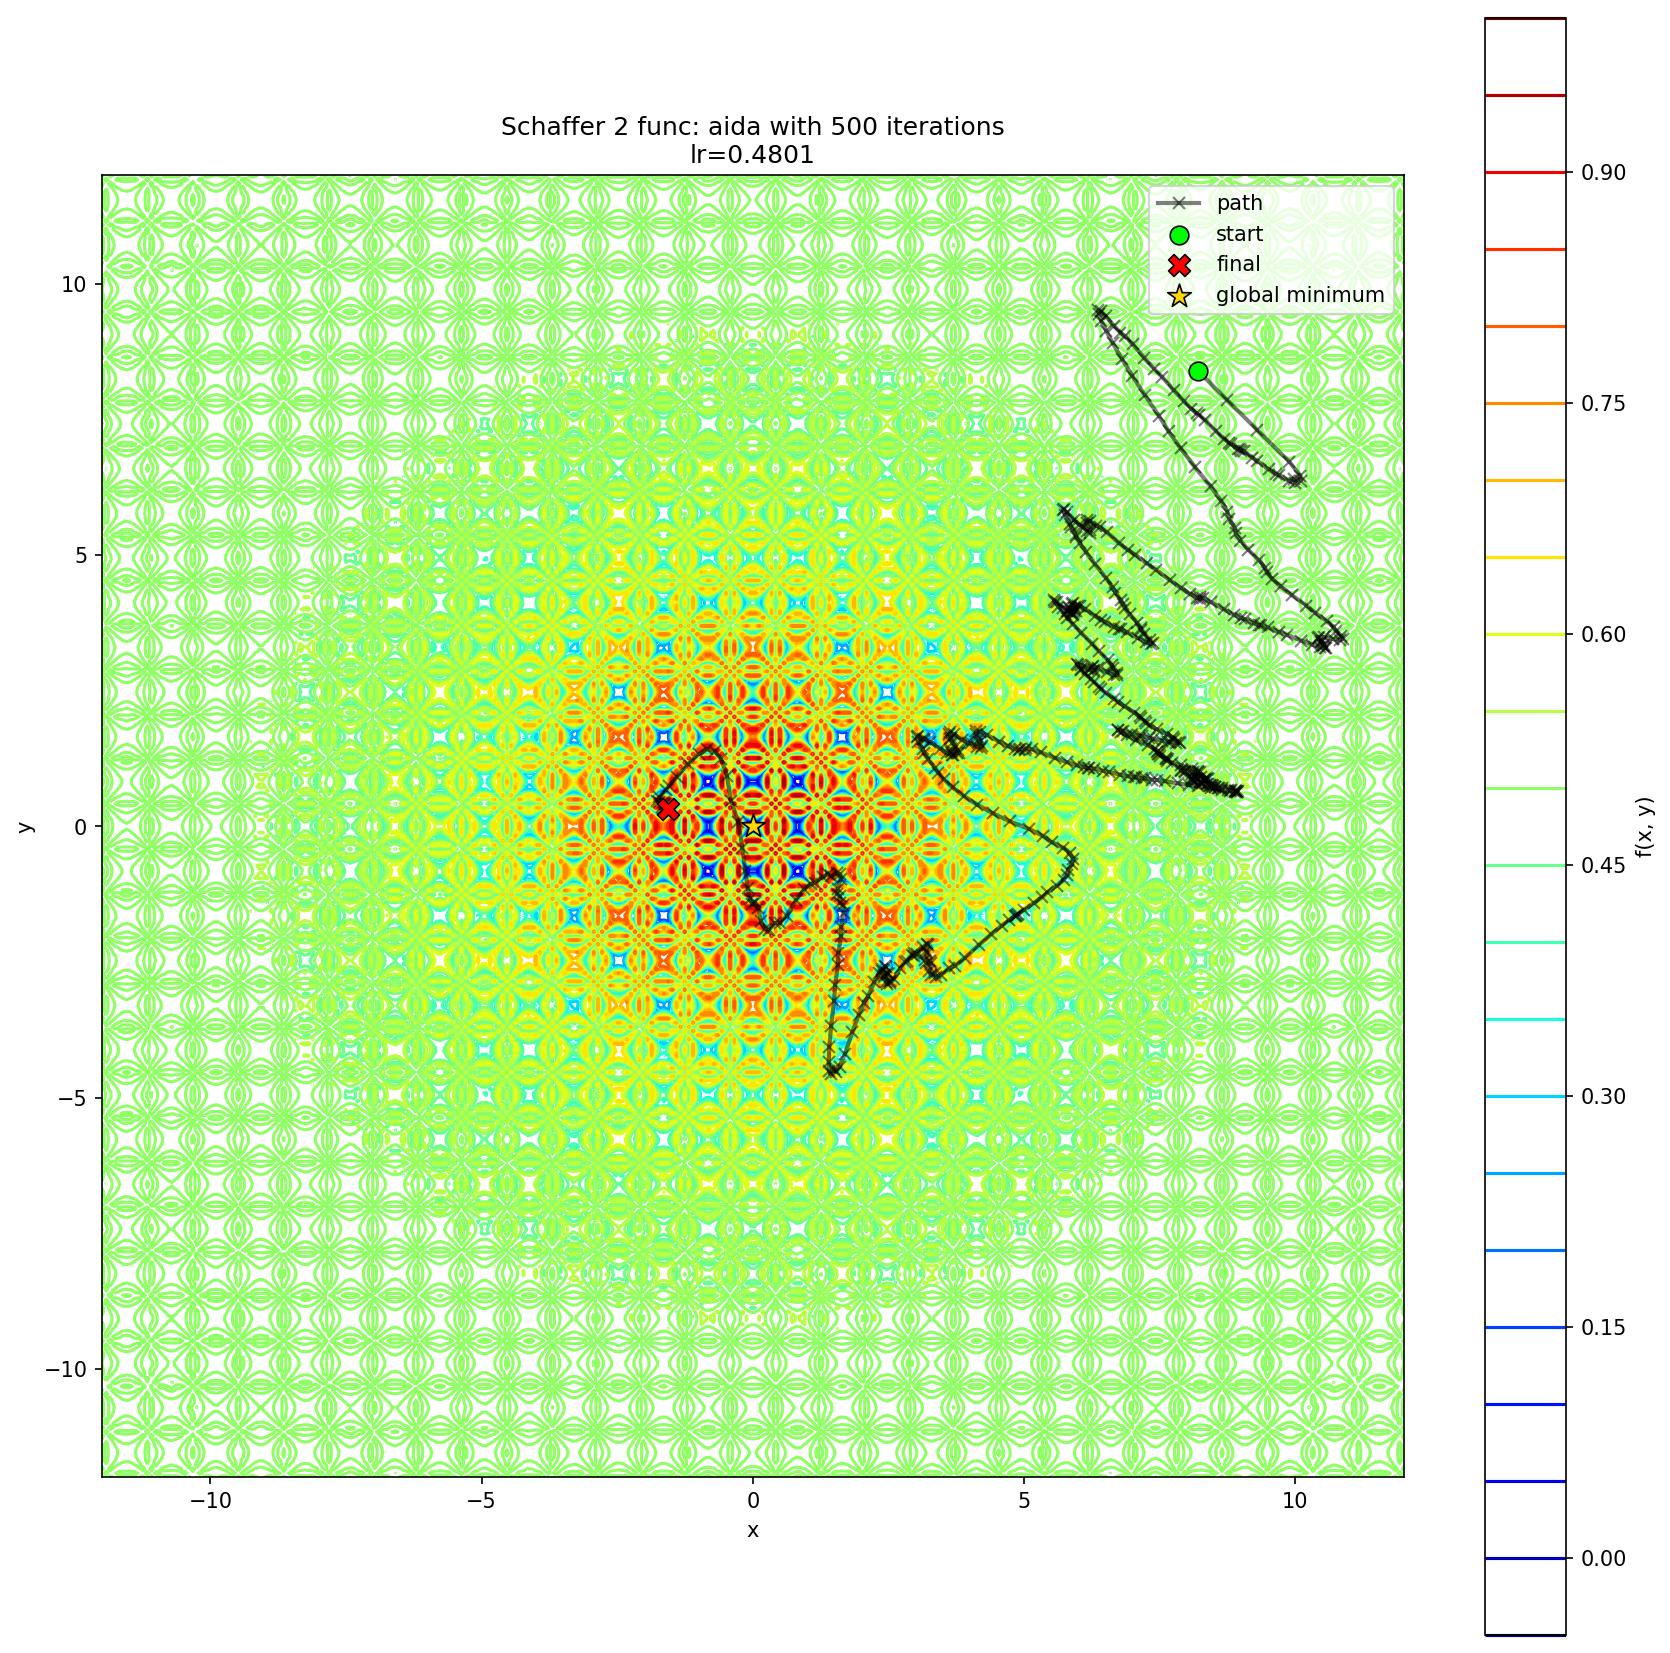 Schaffer 2 func: aida with 500 iterations
lr=0.4801
path
start
final
global minimum
10
5
0
−5
−10
y
−10
−5
0
5
10
x
0.90
0.75
0.60
0.45
0.30
0.15
0.00
f(x, y)